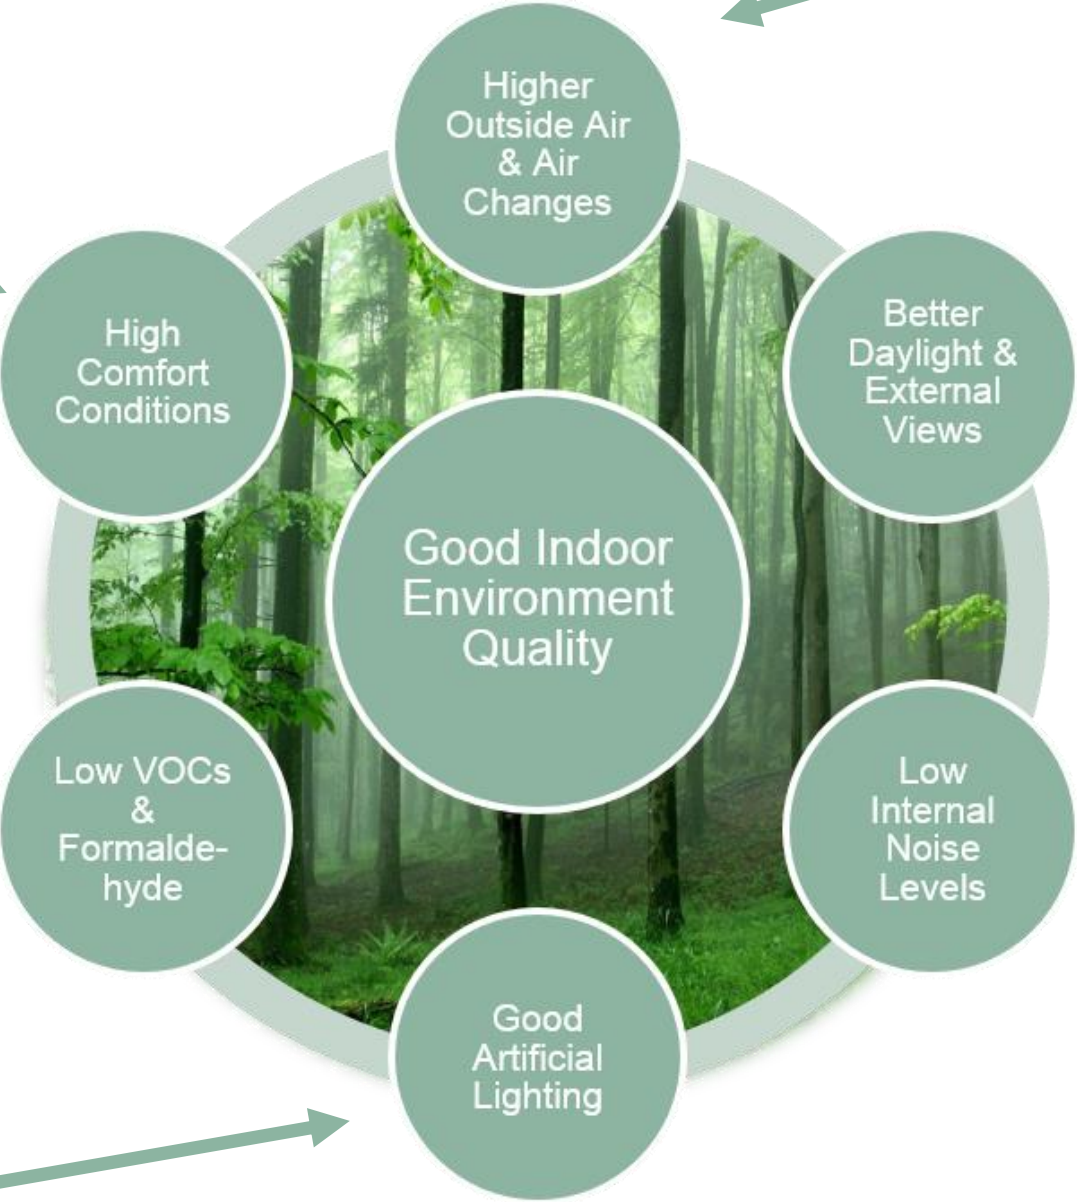 Higher
Outside Air
& Air
Changes
Better
Daylight &
External
Views
High
Comfort
Conditions
Good Indoor
Environment
Quality
Low VOCs
&
Formalde-
hyde
Low
Internal
Noise
Levels
Good
Artificial
Lighting